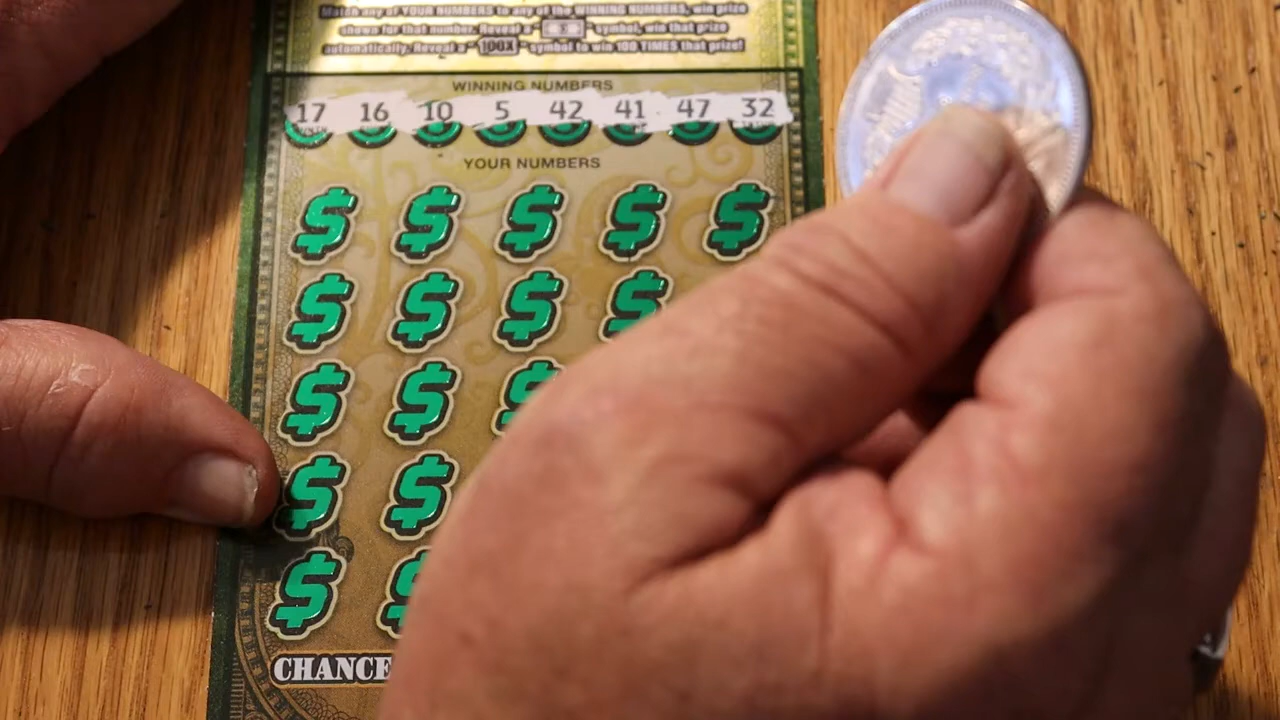 Match any of YOUR NUMBERS to any of the WINNING NUMBERS, win prize
shown for that number. Reveal a " " symbol, win that prize
automatically. Reveal a "100X" symbol to win 100 TIMES that prize!
WINNING NUMBERS
17 16 10 5 42 41 47 32
YOUR NUMBERS
$ $ $ $ $
$ $ $ $
$ $ $
$ $
$ $
CHANCE